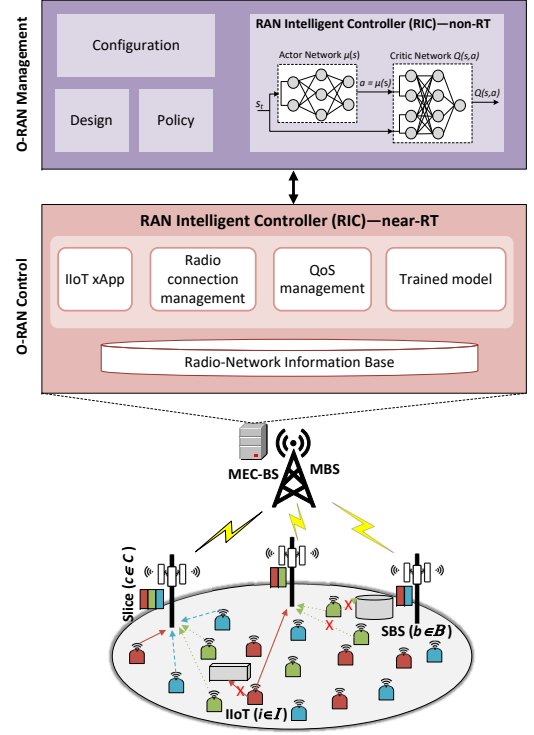 O-RAN Management
Configuration
Design
Policy
RAN Intelligent Controller (RIC)—non-RT
Actor Network μ(s)
Critic Network Q(s,a)
a = μ(s)
Q(s,a)
s_t
O-RAN Control
RAN Intelligent Controller (RIC)—near-RT
IIoT xApp
Radio
connection
management
QoS
management
Trained model
Radio-Network Information Base
MEC-BS
MBS
Slice (c∈C)
SBS (b∈B)
X
X
X
IIoT (i∈I)